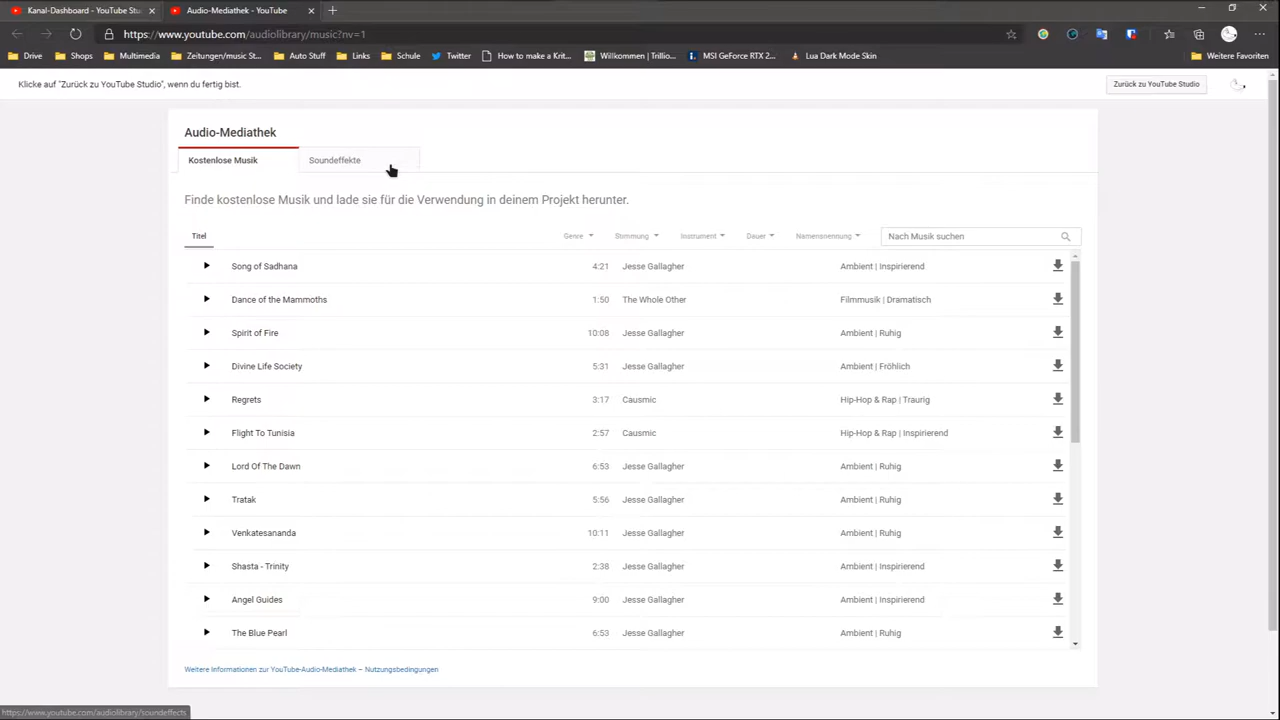 Kanal-Dashboard - YouTube Stu
Audio-Mediathek - YouTube
https://www.youtube.com/audiolibrary/music?nv=1
Drive
Shops
Multimedia
Zeitungen/music St...
Auto Stuff
Links
Schule
Twitter
How to make a Krit...
Willkommen | Trillio...
MSI GeForce RTX 2...
Lua Dark Mode Skin
Weitere Favoriten
Klicke auf "Zurück zu YouTube Studio", wenn du fertig bist.
Zurück zu YouTube Studio
Audio-Mediathek
Kostenlose Musik
Soundeffekte
Finde kostenlose Musik und lade sie für die Verwendung in deinem Projekt herunter.
Titel Genre Stimmung Instrument Dauer Namensnennung Nach Musik suchen
Song of Sadhana 4:21 Jesse Gallagher Ambient | Inspirierend
Dance of the Mammoths 1:50 The Whole Other Filmmusik | Dramatisch
Spirit of Fire 10:08 Jesse Gallagher Ambient | Ruhig
Divine Life Society 5:31 Jesse Gallagher Ambient | Fröhlich
Regrets 3:17 Causmic Hip-Hop & Rap | Traurig
Flight To Tunisia 2:57 Causmic Hip-Hop & Rap | Inspirierend
Lord Of The Dawn 6:53 Jesse Gallagher Ambient | Ruhig
Tratak 5:56 Jesse Gallagher Ambient | Ruhig
Venkatesananda 10:11 Jesse Gallagher Ambient | Ruhig
Shasta - Trinity 2:38 Jesse Gallagher Ambient | Inspirierend
Angel Guides 9:00 Jesse Gallagher Ambient | Inspirierend
The Blue Pearl 6:53 Jesse Gallagher Ambient | Ruhig
Weitere Informationen zur YouTube-Audio-Mediathek – Nutzungsbedingungen
https://www.youtube.com/audiolibrary/soundeffects